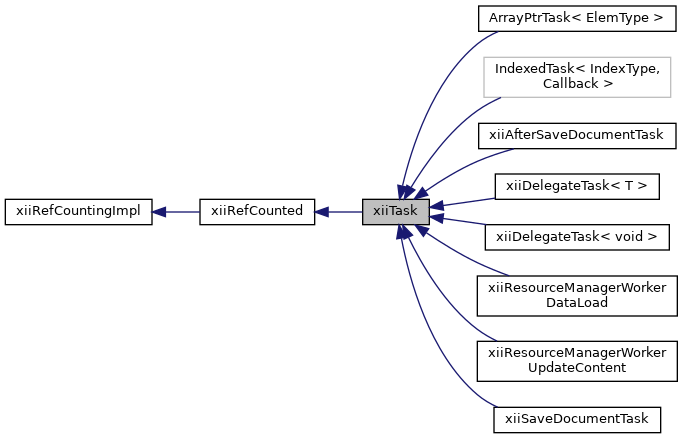 ArrayPtrTask< ElemType >
IndexedTask< IndexType,
Callback >
xiiAfterSaveDocumentTask
xiiDelegateTask< T >
xiiRefCountingImpl
xiiRefCounted
xiiTask
xiiDelegateTask< void >
xiiResourceManagerWorker
DataLoad
xiiResourceManagerWorker
UpdateContent
xiiSaveDocumentTask